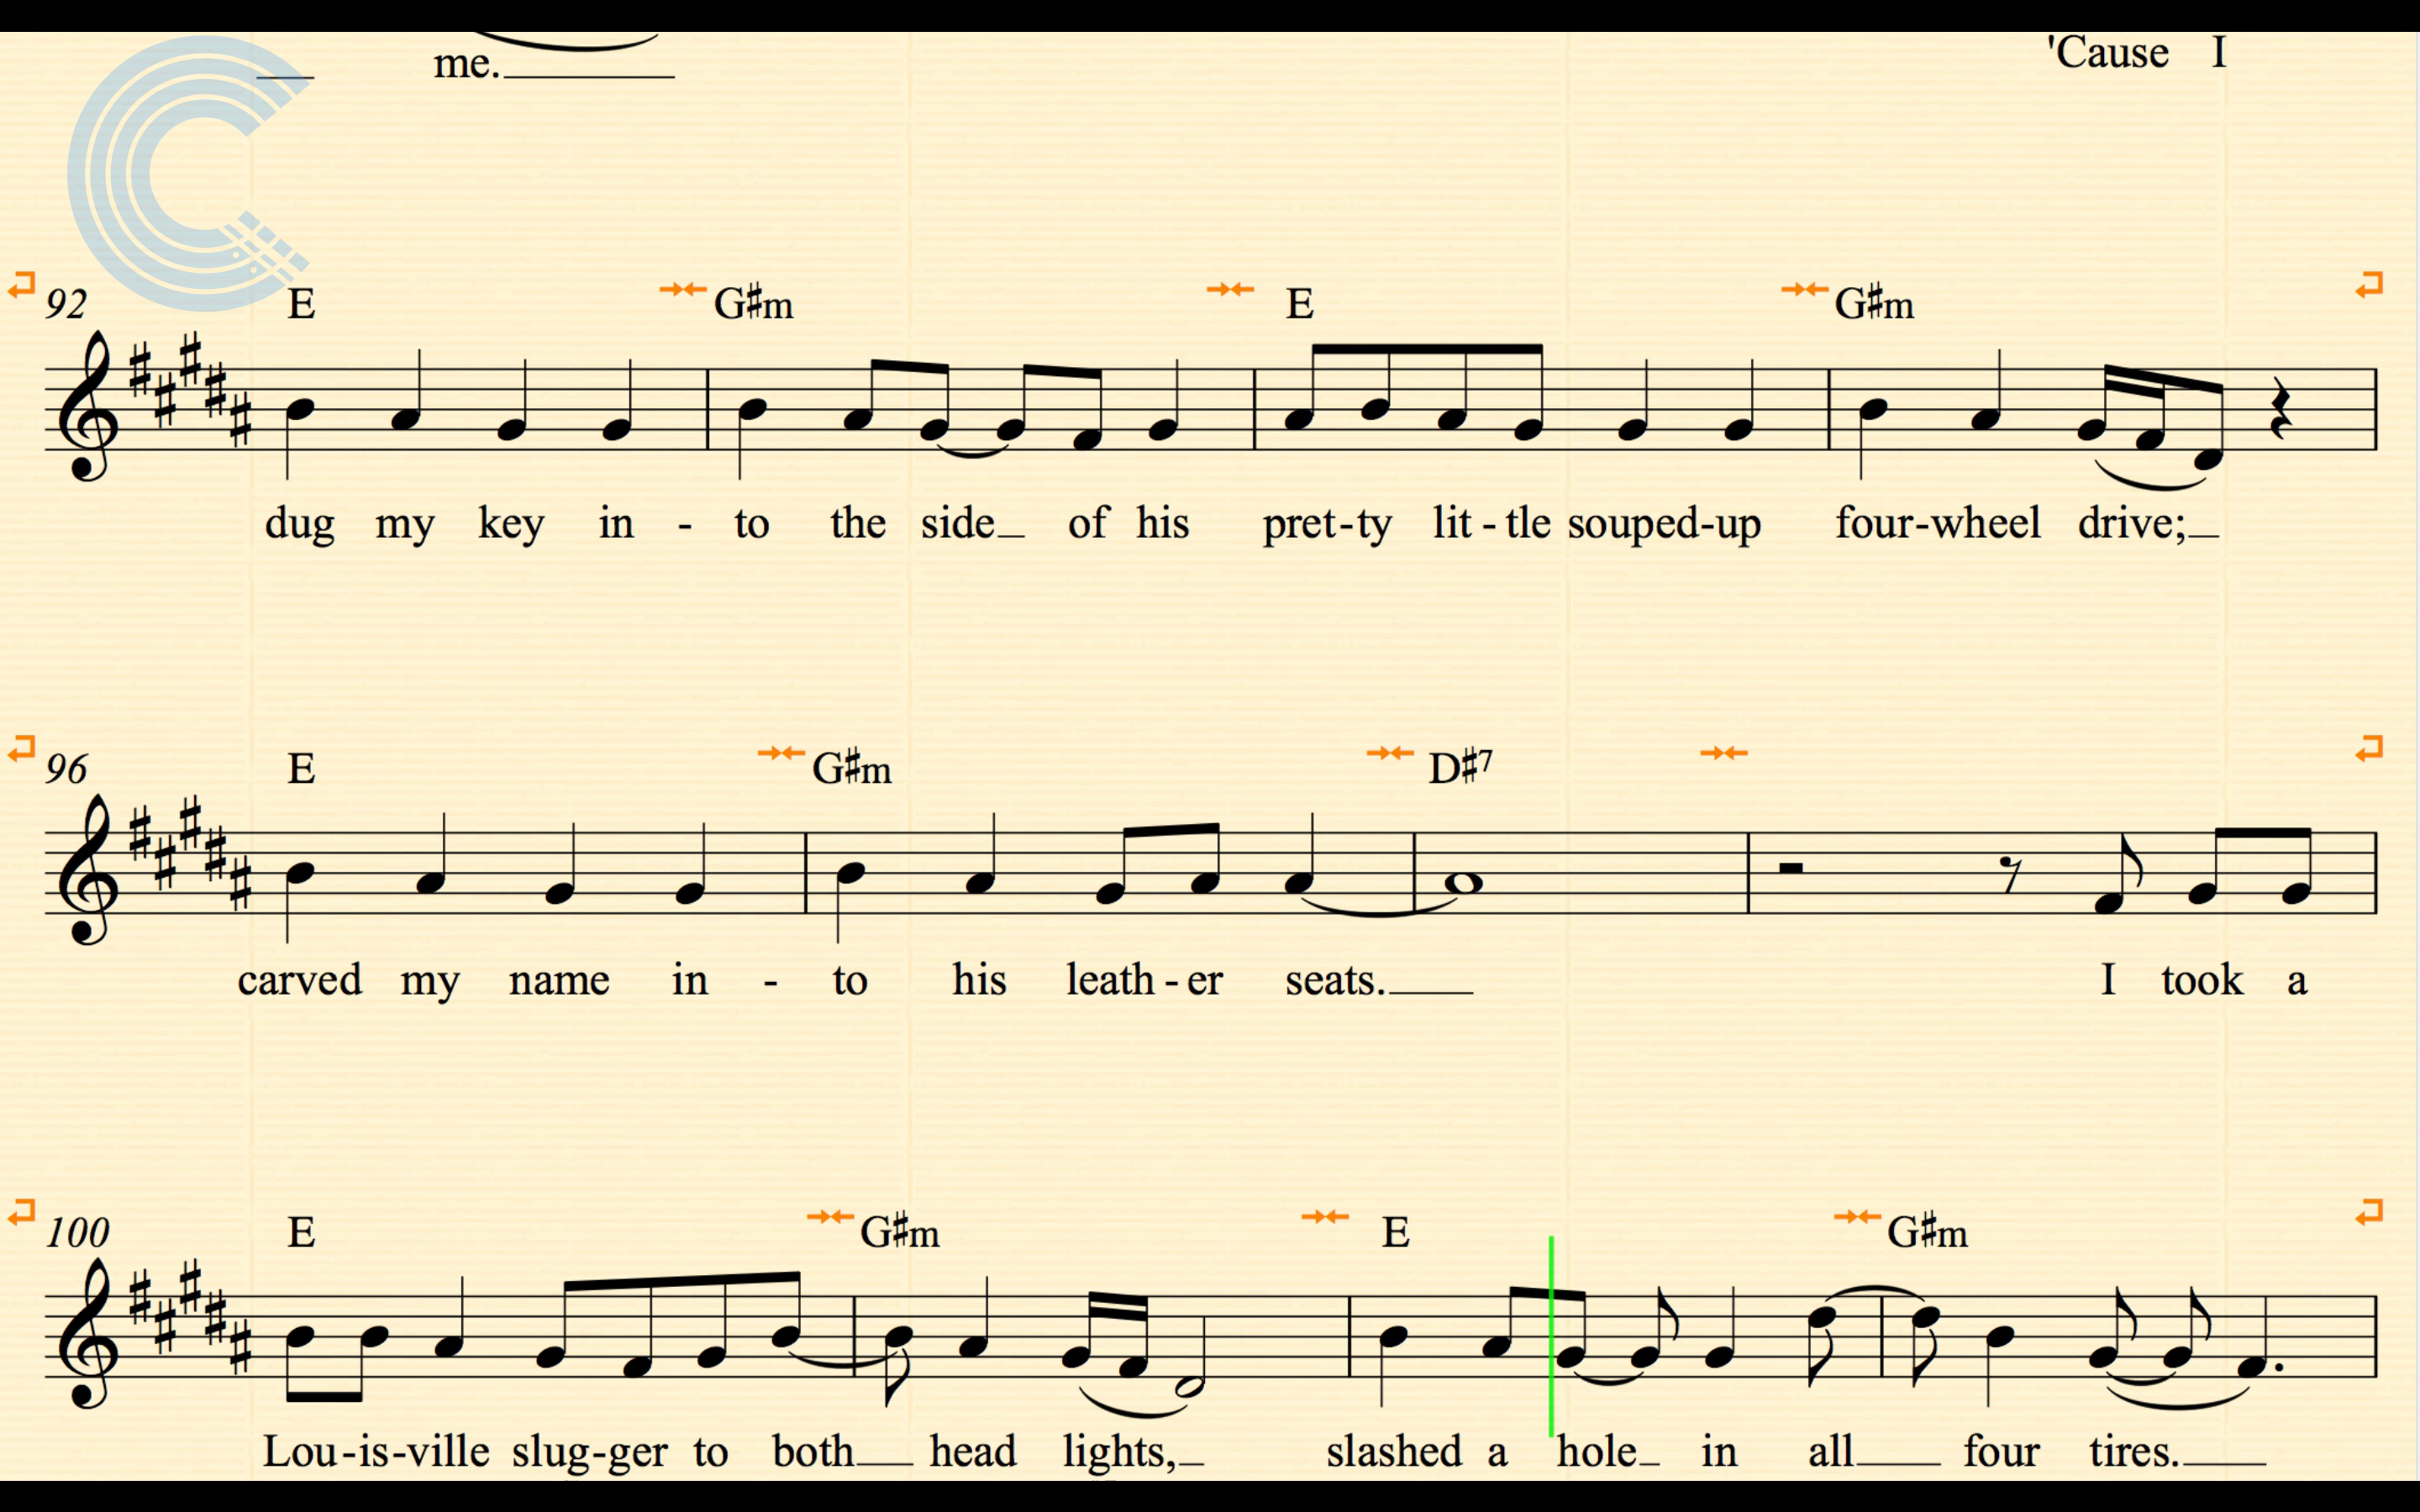 me. 'Cause I
92 E G♯m E G♯m
dug my key in - to the side of his pret-ty lit - tle souped-up four-wheel drive;
96 E G♯m D♯7
carved my name in - to his leath - er seats. I took a
100 E G♯m E G♯m
Lou-is-ville slug-ger to both head lights, slashed a hole in all four tires.